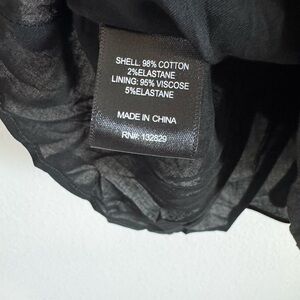 SHELL: 98% COTTON
2%ELASTANE
LINING: 95% VISCOSE
5%ELASTANE
MADE IN CHINA
RN#: 132829